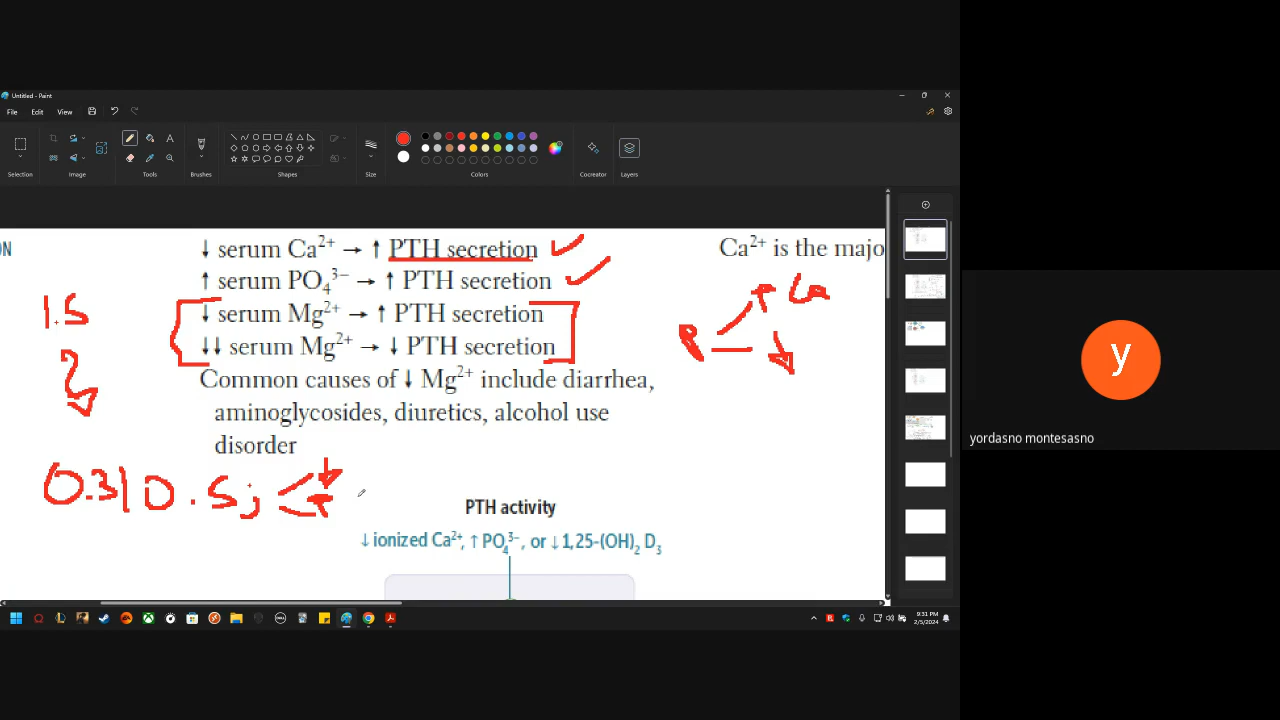 Untitled - Paint
File Edit View
Selection Image Tools Brushes Shapes Size Colors Cocreator Layers
ON
↓ serum Ca²⁺ → ↑ PTH secretion
Ca²⁺ is the majo
↑ serum PO₄³⁻ → ↑ PTH secretion
↓ serum Mg²⁺ → ↑ PTH secretion
↓↓ serum Mg²⁺ → ↓ PTH secretion
Common causes of ↓ Mg²⁺ include diarrhea,
aminoglycosides, diuretics, alcohol use
disorder
1.5
↑ Ca
0.3 | 0.5;
PTH activity
↓ ionized Ca²⁺, ↑ PO₄³⁻, or ↓ 1,25-(OH)₂ D₃
y
yordasno montesasno
9:31 PM
2/5/2024